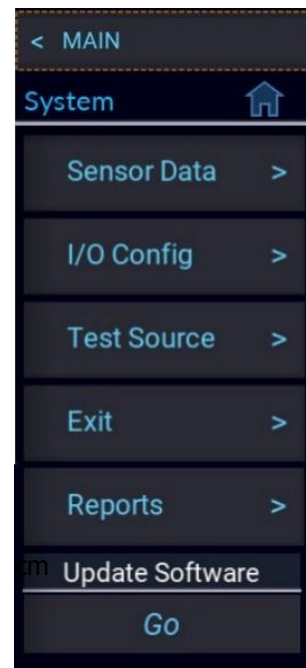 < MAIN
System
Sensor Data >
I/O Config >
Test Source >
Exit >
Reports >
Update Software
Go